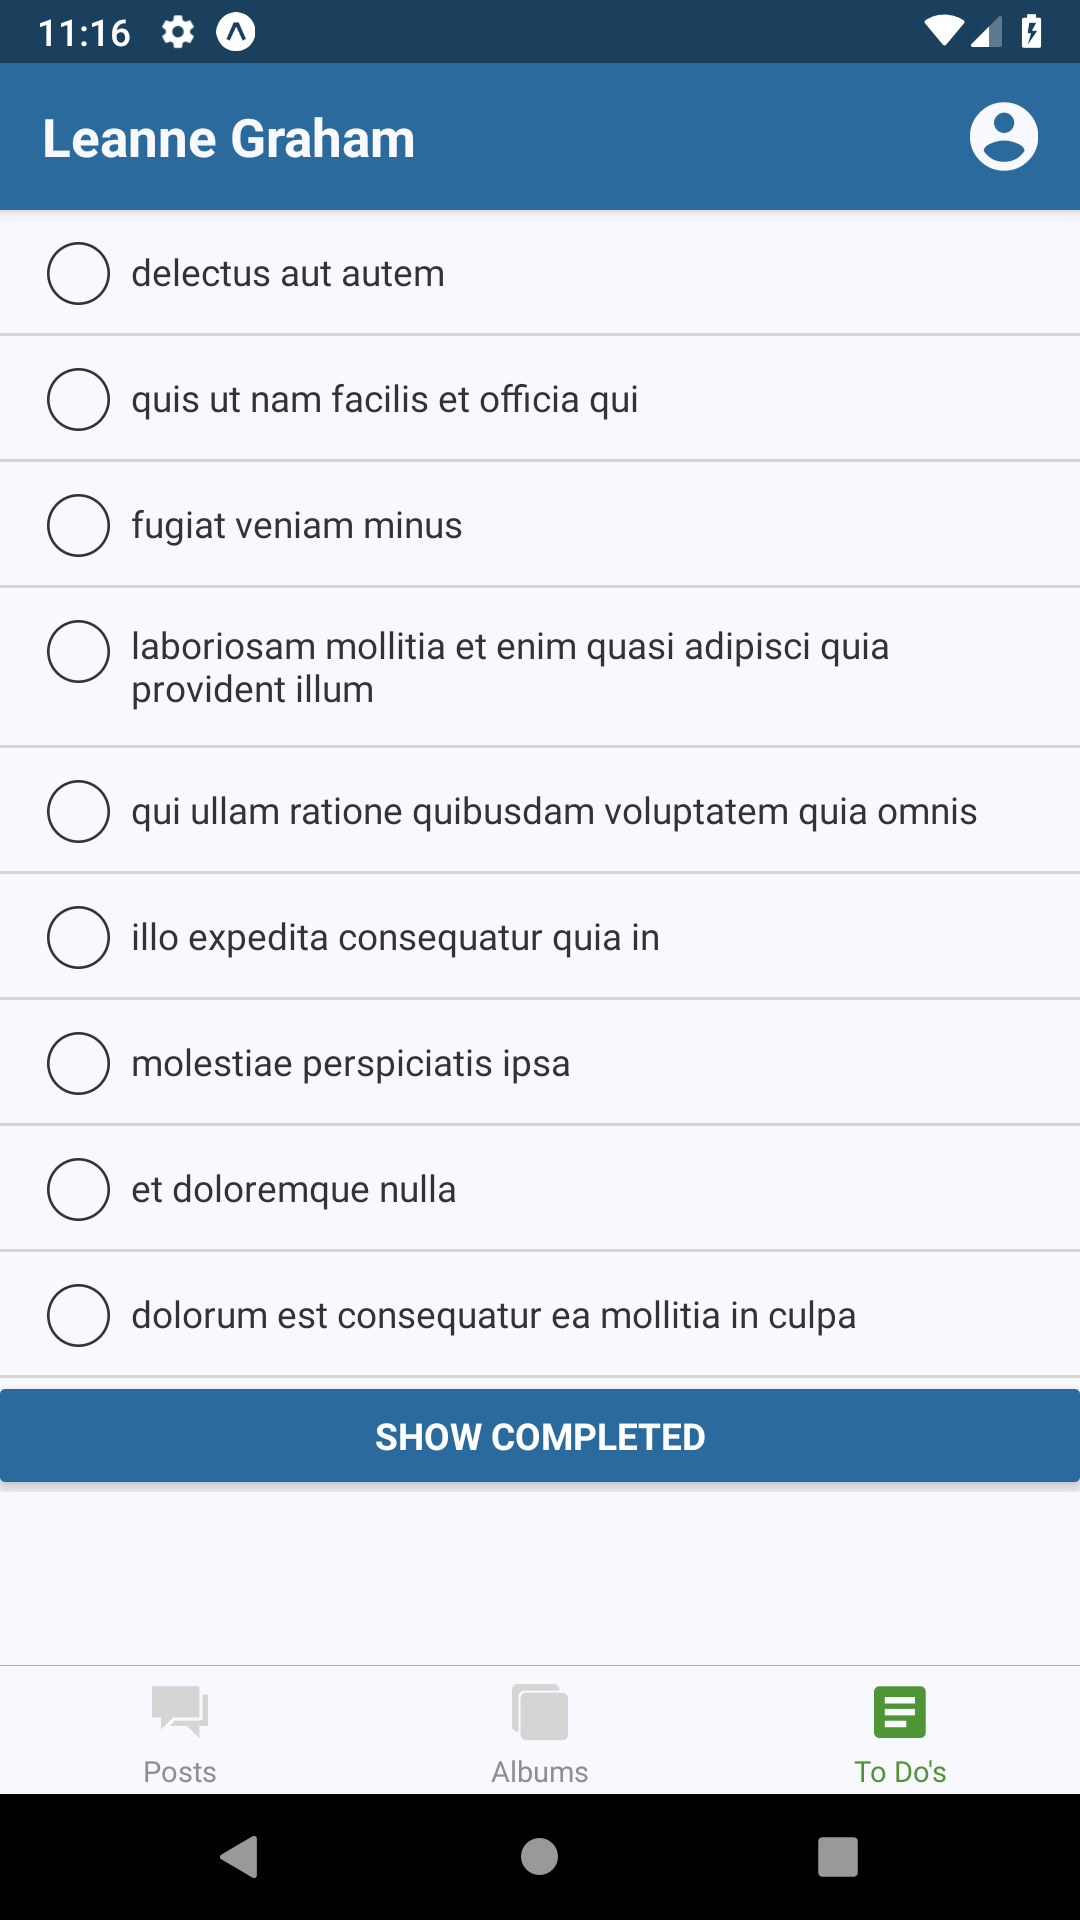 11:16
Leanne Graham
delectus aut autem
quis ut nam facilis et officia qui
fugiat veniam minus
laboriosam mollitia et enim quasi adipisci quia
provident illum
qui ullam ratione quibusdam voluptatem quia omnis
illo expedita consequatur quia in
molestiae perspiciatis ipsa
et doloremque nulla
dolorum est consequatur ea mollitia in culpa
SHOW COMPLETED
Posts
Albums
To Do's